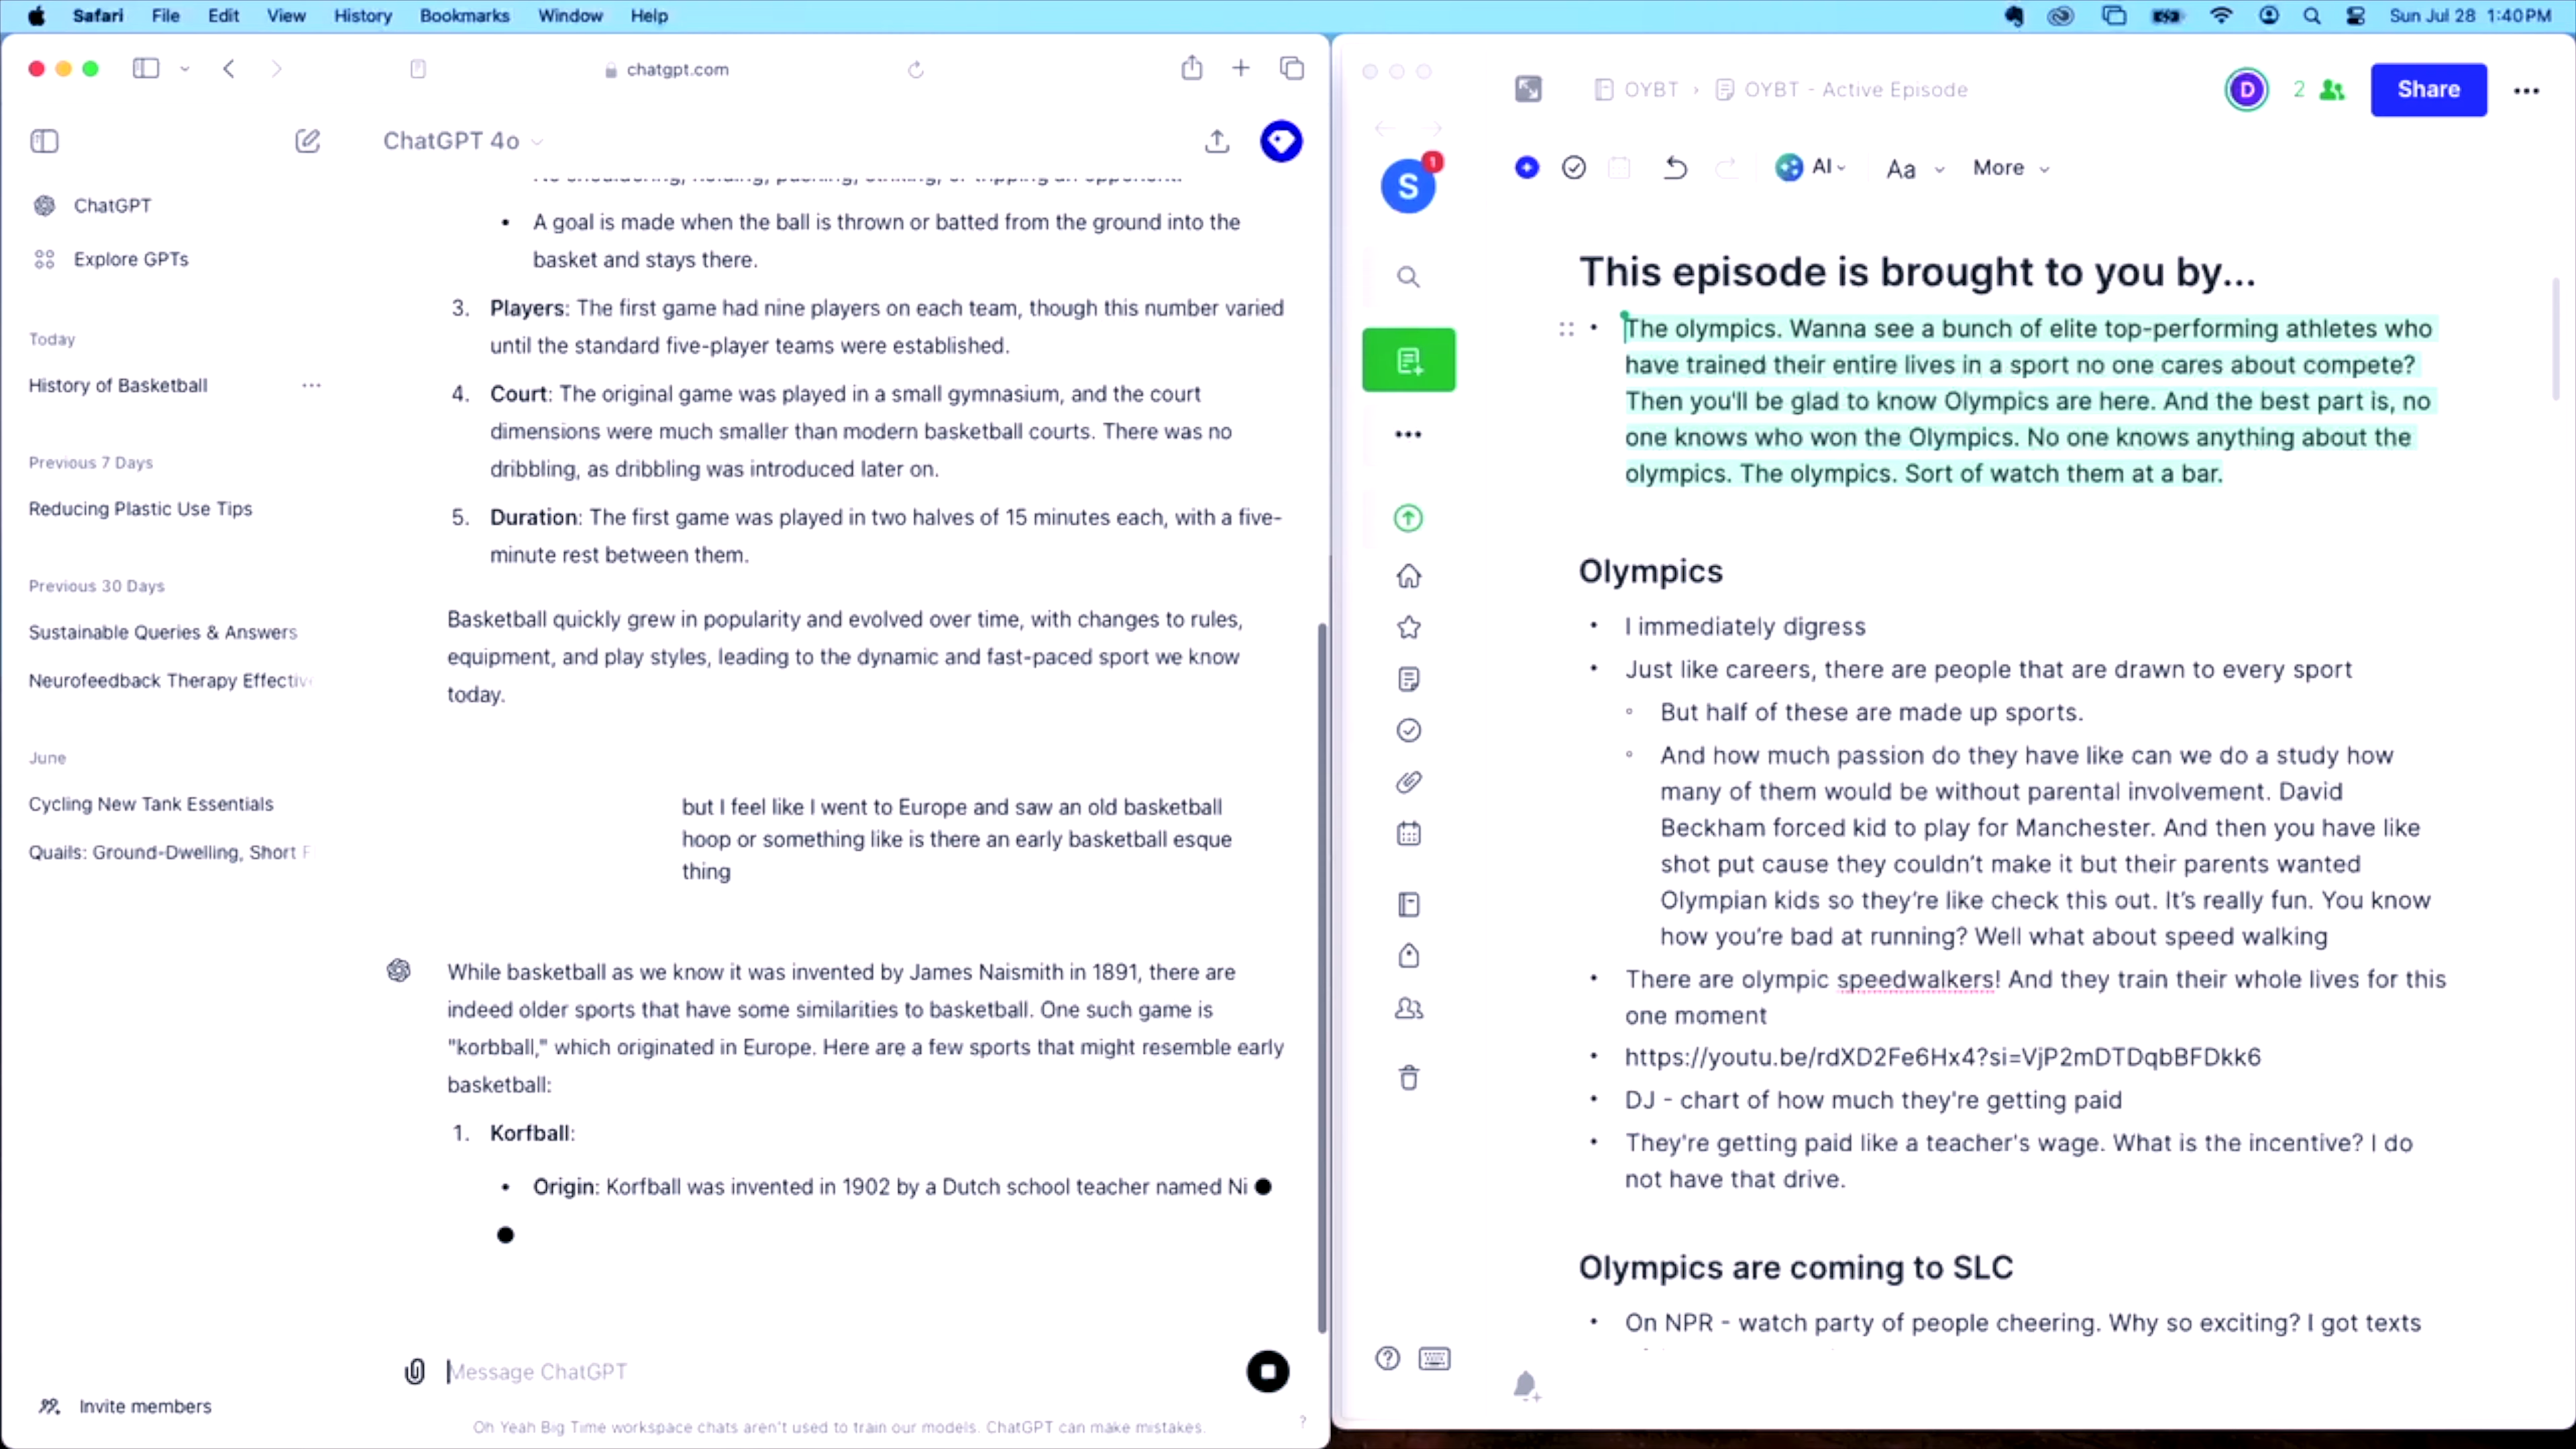 Safari File Edit View History Bookmarks Window Help
Sun Jul 28 1:40 PM
chatgpt.com
ChatGPT 4o
ChatGPT
Explore GPTs
Today
History of Basketball
Previous 7 Days
Reducing Plastic Use Tips
Previous 30 Days
Sustainable Queries & Answers
Neurofeedback Therapy
June
Cycling New Tank Essentials
Quails: Ground-Dwelling, Short
Invite members
• A goal is made when the ball is thrown or batted from the ground into the
basket and stays there.
3. Players: The first game had nine players on each team, though this number varied
until the standard five-player teams were established.
4. Court: The original game was played in a small gymnasium, and the court
dimensions were much smaller than modern basketball courts. There was no
dribbling, as dribbling was introduced later on.
5. Duration: The first game was played in two halves of 15 minutes each, with a five-
minute rest between them.
Basketball quickly grew in popularity and evolved over time, with changes to rules,
equipment, and play styles, leading to the dynamic and fast-paced sport we know
today.
but I feel like I went to Europe and saw an old basketball
hoop or something like is there an early basketball esque
thing
While basketball as we know it was invented by James Naismith in 1891, there are
indeed older sports that have some similarities to basketball. One such game is
"korbball," which originated in Europe. Here are a few sports that might resemble early
basketball:
1. Korfball:
• Origin: Korfball was invented in 1902 by a Dutch school teacher named Ni
Message ChatGPT
Oh Yeah Big Time workspace chats aren't used to train our models. ChatGPT can make mistakes.
?
OYBT › OYBT - Active Episode
D
2
Share
S
1
AI
Aa
More
This episode is brought to you by...
• The olympics. Wanna see a bunch of elite top-performing athletes who
have trained their entire lives in a sport no one cares about compete?
Then you'll be glad to know Olympics are here. And the best part is, no
one knows who won the Olympics. No one knows anything about the
olympics. The olympics. Sort of watch them at a bar.
Olympics
• I immediately digress
• Just like careers, there are people that are drawn to every sport
◦ But half of these are made up sports.
◦ And how much passion do they have like can we do a study how
many of them would be without parental involvement. David
Beckham forced kid to play for Manchester. And then you have like
shot put cause they couldn't make it but their parents wanted
Olympian kids so they're like check this out. It's really fun. You know
how you're bad at running? Well what about speed walking
• There are olympic speedwalkers! And they train their whole lives for this
one moment
• https://youtu.be/rdXD2Fe6Hx4?si=VjP2mDTDqbBFDkk6
• DJ - chart of how much they're getting paid
• They're getting paid like a teacher's wage. What is the incentive? I do
not have that drive.
Olympics are coming to SLC
• On NPR - watch party of people cheering. Why so exciting? I got texts